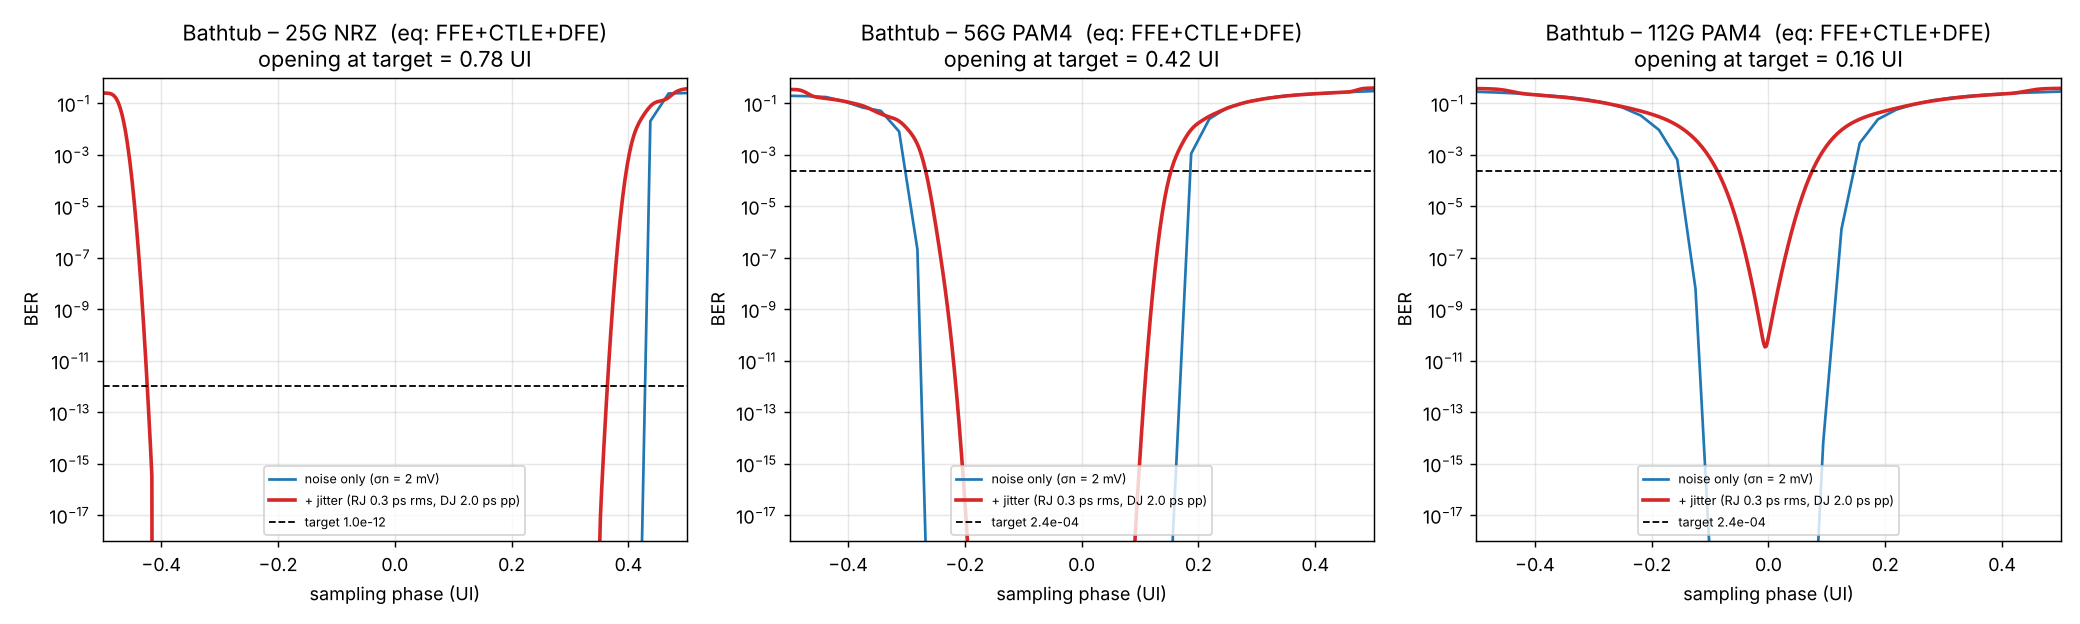 Bathtub – 25G NRZ  (eq: FFE+CTLE+DFE)
opening at target = 0.78 UI
BER
10⁻¹
10⁻³
10⁻⁵
10⁻⁷
10⁻⁹
10⁻¹¹
10⁻¹³
10⁻¹⁵
10⁻¹⁷
noise only (σn = 2 mV)
+ jitter (RJ 0.3 ps rms, DJ 2.0 ps pp)
target 1.0e-12
−0.4 −0.2 0.0 0.2 0.4
sampling phase (UI)
Bathtub – 56G PAM4  (eq: FFE+CTLE+DFE)
opening at target = 0.42 UI
BER
10⁻¹
10⁻³
10⁻⁵
10⁻⁷
10⁻⁹
10⁻¹¹
10⁻¹³
10⁻¹⁵
10⁻¹⁷
noise only (σn = 2 mV)
+ jitter (RJ 0.3 ps rms, DJ 2.0 ps pp)
target 2.4e-04
−0.4 −0.2 0.0 0.2 0.4
sampling phase (UI)
Bathtub – 112G PAM4  (eq: FFE+CTLE+DFE)
opening at target = 0.16 UI
BER
10⁻¹
10⁻³
10⁻⁵
10⁻⁷
10⁻⁹
10⁻¹¹
10⁻¹³
10⁻¹⁵
10⁻¹⁷
noise only (σn = 2 mV)
+ jitter (RJ 0.3 ps rms, DJ 2.0 ps pp)
target 2.4e-04
−0.4 −0.2 0.0 0.2 0.4
sampling phase (UI)